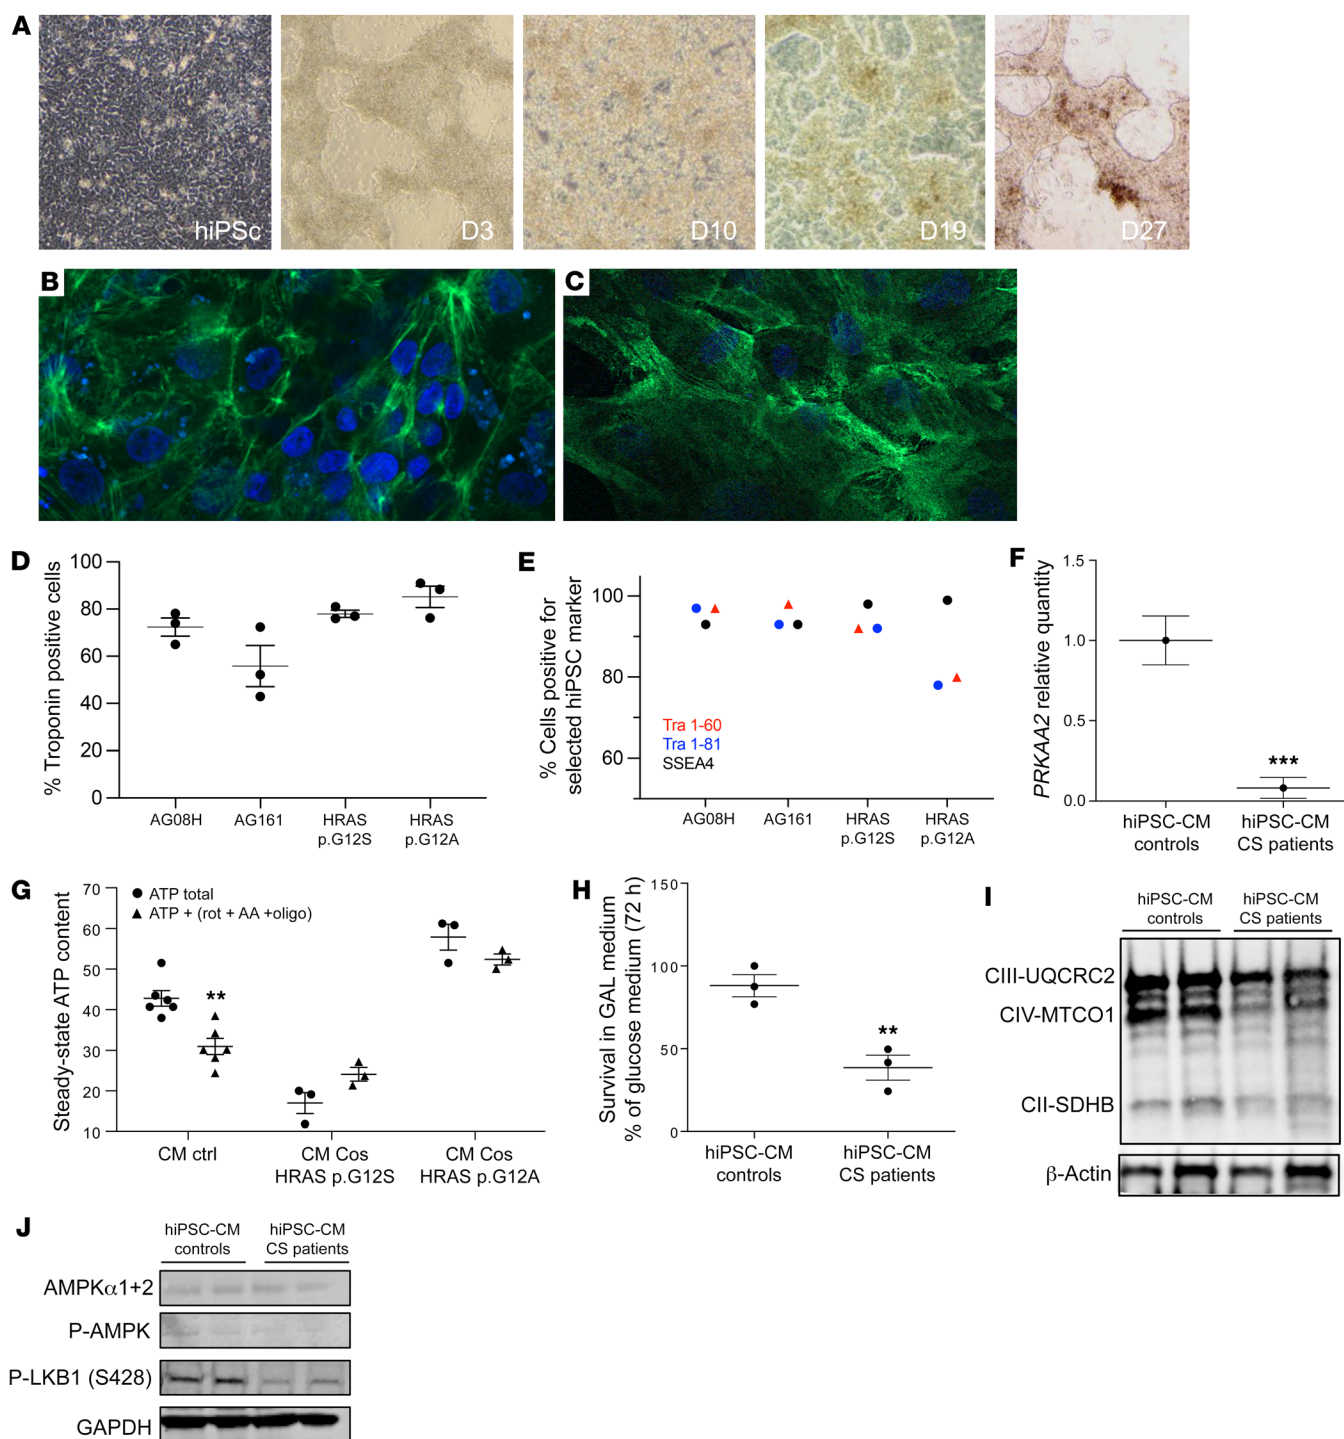 A
hiPSc
D3
D10
D19
D27
B
C
D
% Troponin positive cells
100
80
60
40
20
0
AG08H
AG161
HRAS
p.G12S
HRAS
p.G12A
E
% Cells positive for
selected hiPSC marker
100
80
60
Tra 1-60
Tra 1-81
SSEA4
AG08H
AG161
HRAS
p.G12S
HRAS
p.G12A
F
PRKAA2 relative quantity
1.5
1.0
0.5
0.0
***
hiPSC-CM
controls
hiPSC-CM
CS patients
G
Steady-state ATP content
70
60
50
40
30
20
10
ATP total
ATP + (rot + AA +oligo)
**
CM ctrl
CM Cos
HRAS p.G12S
CM Cos
HRAS p.G12A
H
Survival in GAL medium
% of glucose medium (72 h)
150
100
50
0
**
hiPSC-CM
controls
hiPSC-CM
CS patients
I
hiPSC-CM
controls
hiPSC-CM
CS patients
CIII-UQCRC2
CIV-MTCO1
CII-SDHB
β-Actin
J
hiPSC-CM
controls
hiPSC-CM
CS patients
AMPKα1+2
P-AMPK
P-LKB1 (S428)
GAPDH